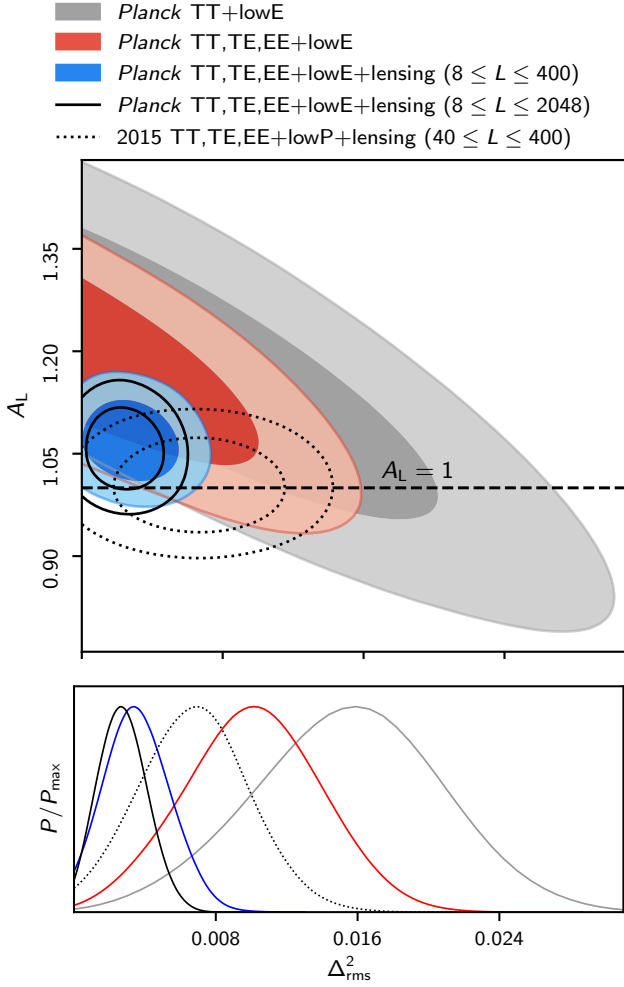 Planck TT+lowE
Planck TT,TE,EE+lowE
Planck TT,TE,EE+lowE+lensing (8 ≤ L ≤ 400)
Planck TT,TE,EE+lowE+lensing (8 ≤ L ≤ 2048)
2015 TT,TE,EE+lowP+lensing (40 ≤ L ≤ 400)
1.35
1.20
1.05
0.90
A_L
A_L = 1
P/P_max
0.008 0.016 0.024
Δ²_rms